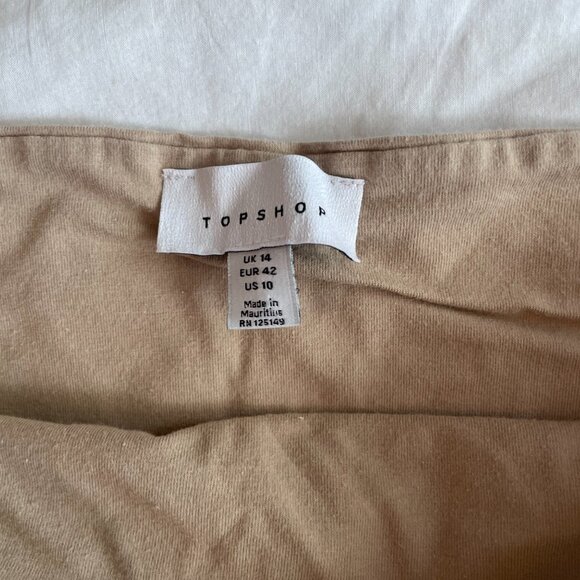 TOPSHOP
UK 14
EUR 42
US 10
Made in
Mauritius
RN 125149